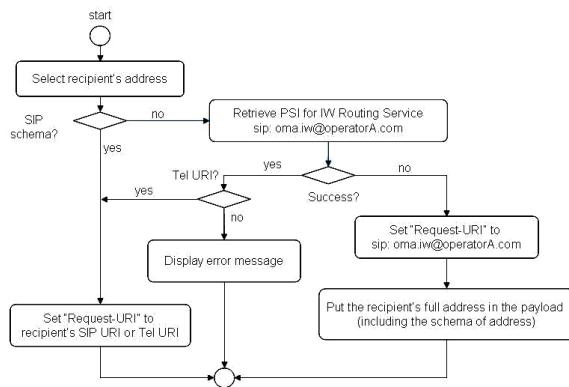 start
Select recipient's address
SIP
schema?
no
yes
Retrieve PSI for IW Routing Service
sip: oma.iw@operatorA.com
Tel URI?
yes
yes
no
Success?
no
Set "Request-URI" to
sip: oma.iw@operatorA.com
Display error message
Set "Request-URI" to
recipient's SIP URI or Tel URI
Put the recipient's full address in the payload
(including the schema of address)